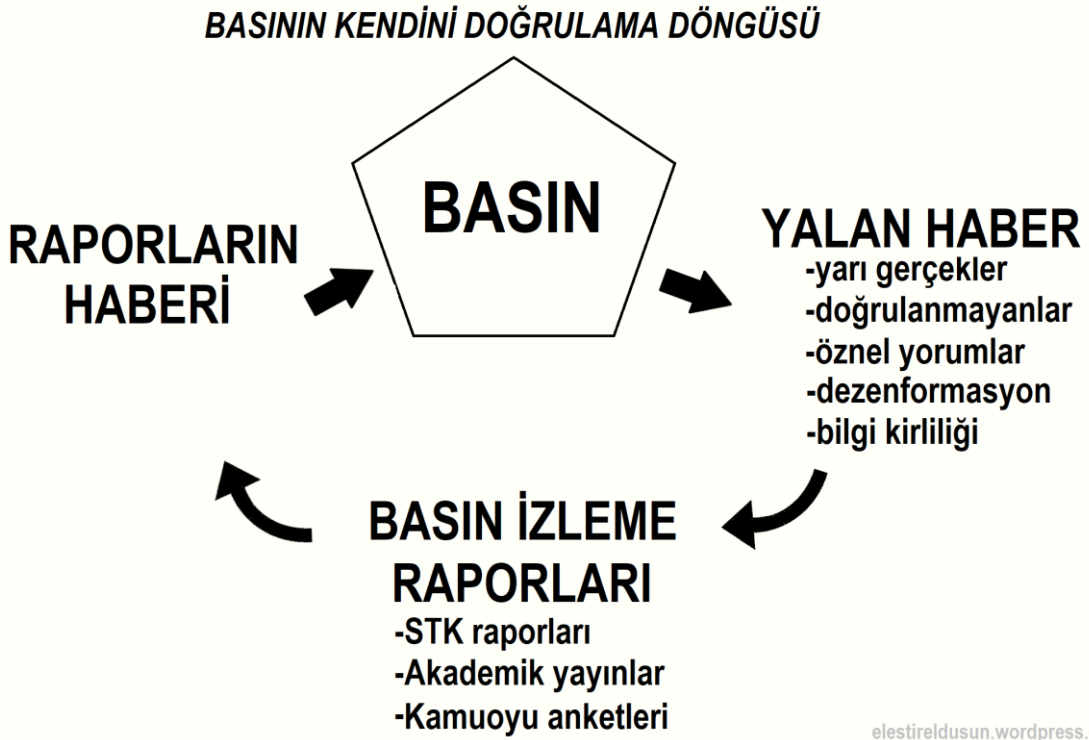 BASININ KENDİNİ DOĞRULAMA DÖNGÜSÜ
BASIN
YALAN HABER
-yarı gerçekler
-doğrulanmayanlar
-öznel yorumlar
-dezenformasyon
-bilgi kirliliği
BASIN İZLEME
RAPORLARI
-STK raporları
-Akademik yayınlar
-Kamuoyu anketleri
RAPORLARIN
HABERİ
elestireldusun.wordpress.